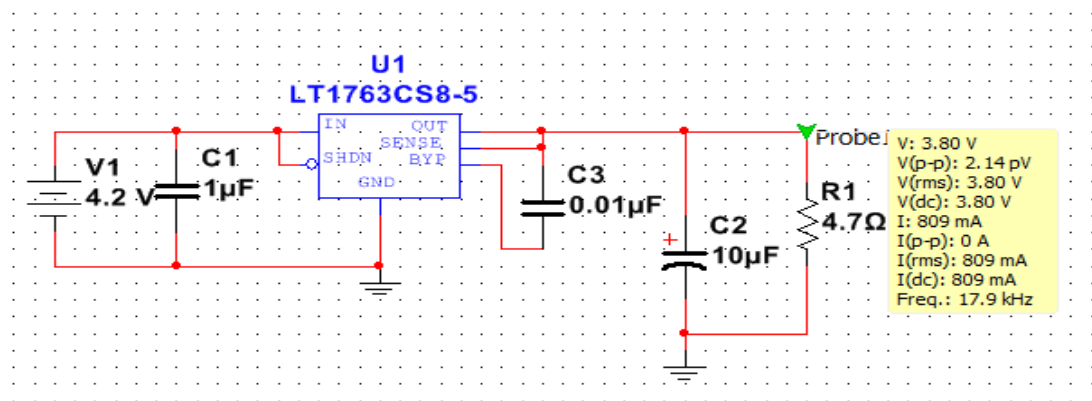 U1
LT1763CS8-5
IN
OUT
SENSE
SHDN
BYP
GND
V1
4.2 V
C1
1µF
C3
0.01µF
C2
10µF
+
R1
4.7Ω
Probe1
V: 3.80 V
V(p-p): 2.14 pV
V(rms): 3.80 V
V(dc): 3.80 V
I: 809 mA
I(p-p): 0 A
I(rms): 809 mA
I(dc): 809 mA
Freq.: 17.9 kHz